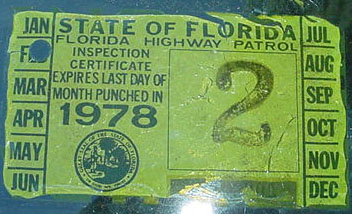 STATE OF FLORIDA
FLORIDA HIGHWAY PATROL
INSPECTION
CERTIFICATE
EXPIRES LAST DAY OF
MONTH PUNCHED IN
1978
2
JAN
MAR
APR
MAY
JUN
JUL
AUG
SEP
OCT
NOV
DEC